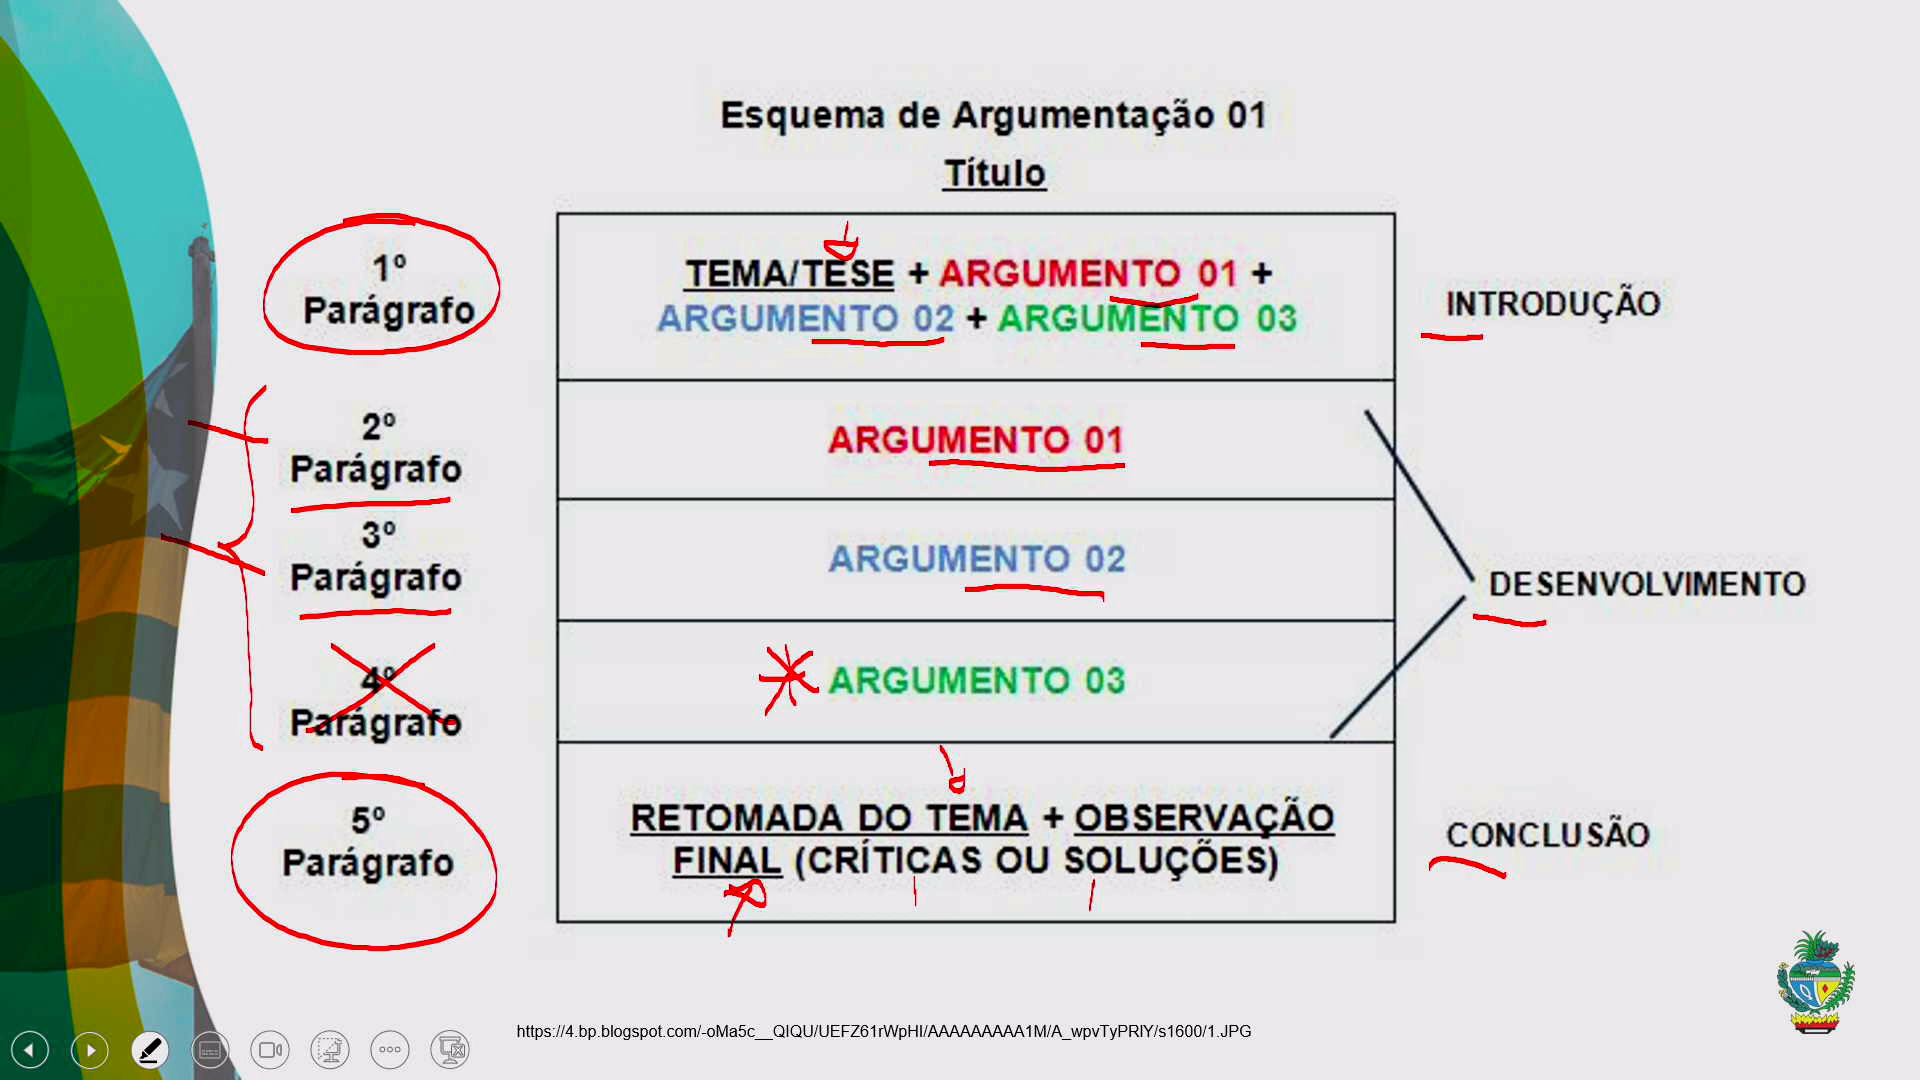 Esquema de Argumentação 01
Título
1º
Parágrafo
TEMA/TESE + ARGUMENTO 01 +
ARGUMENTO 02 + ARGUMENTO 03
INTRODUÇÃO
2º
Parágrafo
ARGUMENTO 01
3º
Parágrafo
ARGUMENTO 02
DESENVOLVIMENTO
4º
Parágrafo
ARGUMENTO 03
5º
Parágrafo
RETOMADA DO TEMA + OBSERVAÇÃO
FINAL (CRÍTICAS OU SOLUÇÕES)
CONCLUSÃO
https://4.bp.blogspot.com/-oMa5c__QIQU/UEFZ61rWpHI/AAAAAAAAA1M/A_wpvTyPRlY/s1600/1.JPG